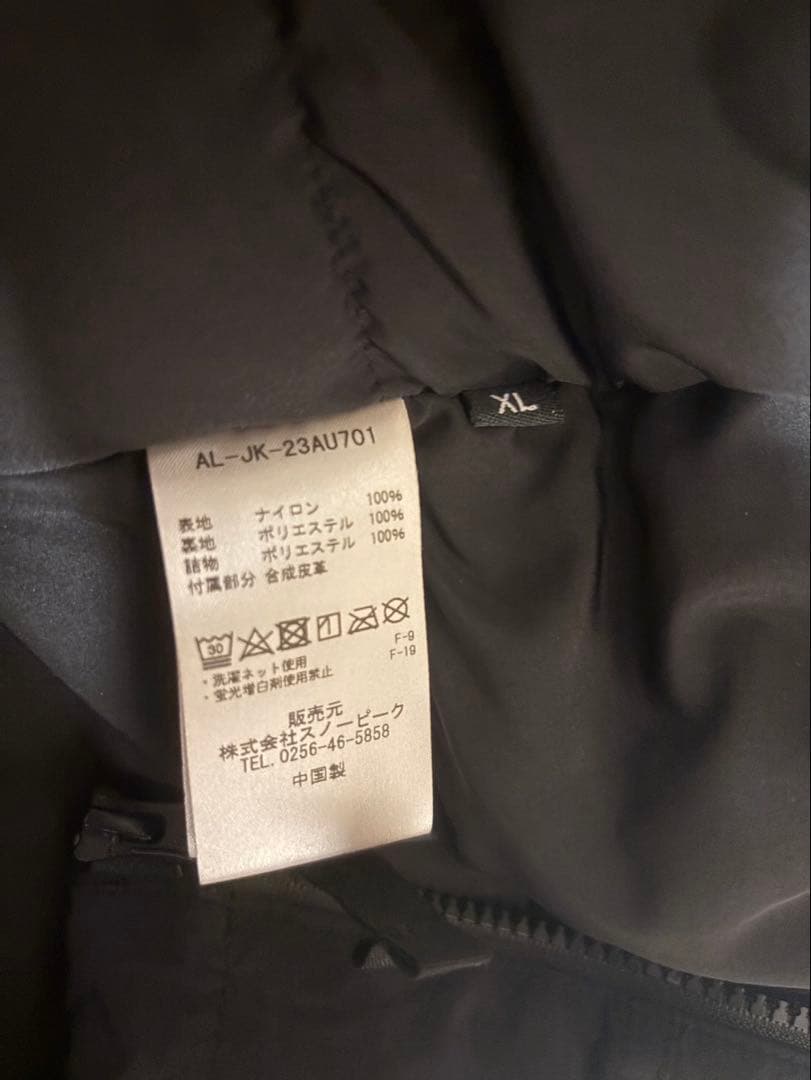 XL
AL-JK-23AU701
表地 ナイロン 100%
裏地 ポリエステル 100%
詰物 ポリエステル 100%
付属部分 合成皮革
30
F-9
F-19
・洗濯ネット使用
・蛍光増白剤使用禁止
販売元
株式会社スノーピーク
TEL. 0256-46-5858
中国製